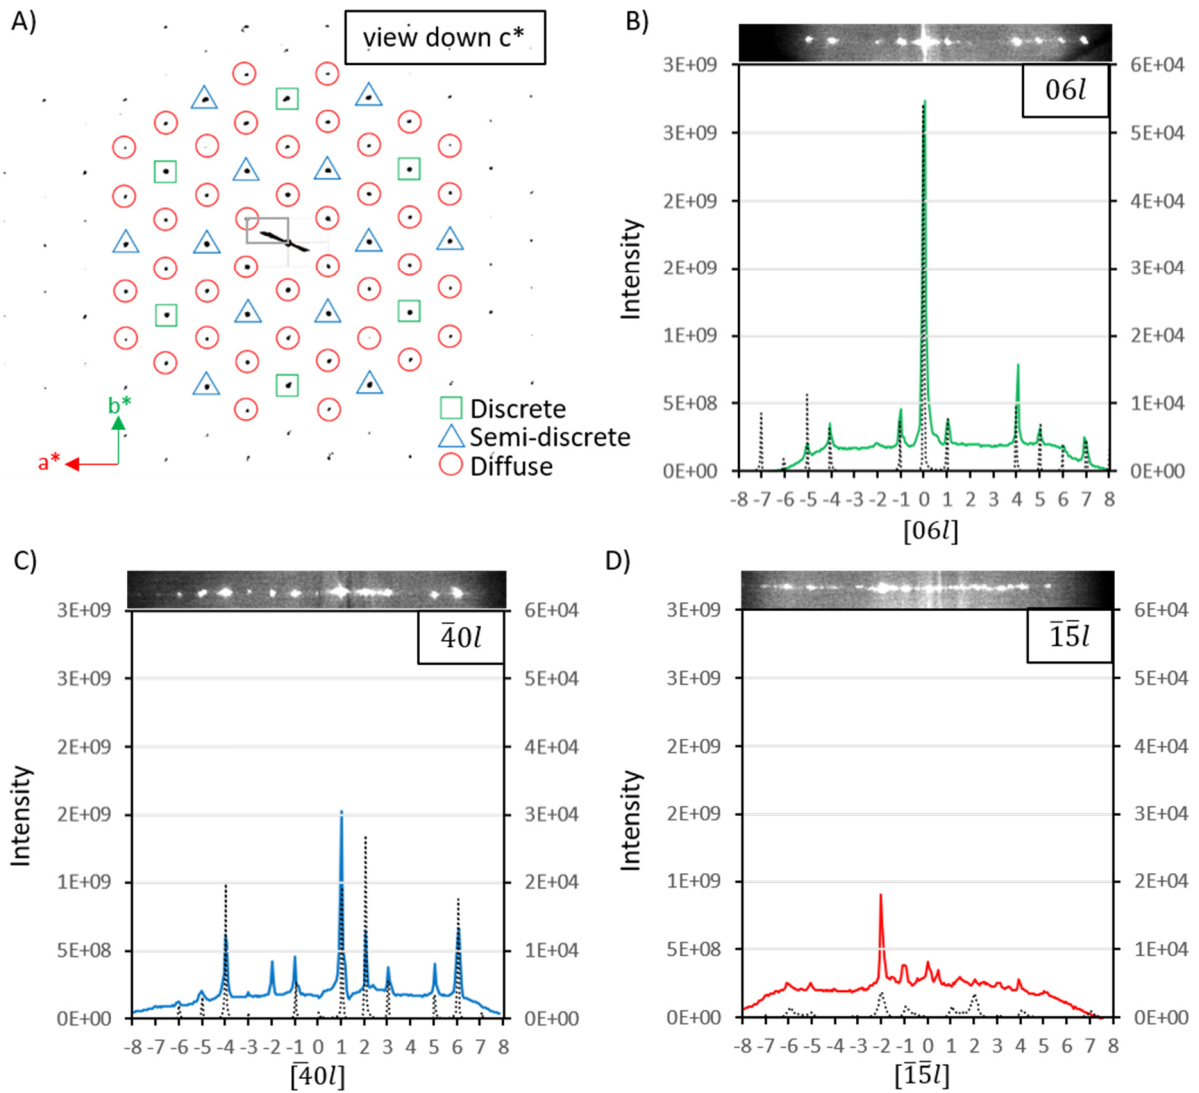 A)
view down c*
b*
a*
Discrete
Semi-discrete
Diffuse
B)
06l
3E+09
3E+09
2E+09
2E+09
1E+09
5E+08
0E+00
6E+04
5E+04
4E+04
3E+04
2E+04
1E+04
0E+00
Intensity
-8 -7 -6 -5 -4 -3 -2 -1 0 1 2 3 4 5 6 7 8
[06l]
C)
4̅0l
3E+09
3E+09
2E+09
2E+09
1E+09
5E+08
0E+00
6E+04
5E+04
4E+04
3E+04
2E+04
1E+04
0E+00
Intensity
-8 -7 -6 -5 -4 -3 -2 -1 0 1 2 3 4 5 6 7 8
[4̅0l]
D)
1̅5̅l
3E+09
3E+09
2E+09
2E+09
1E+09
5E+08
0E+00
6E+04
5E+04
4E+04
3E+04
2E+04
1E+04
0E+00
Intensity
-8 -7 -6 -5 -4 -3 -2 -1 0 1 2 3 4 5 6 7 8
[1̅5̅l]